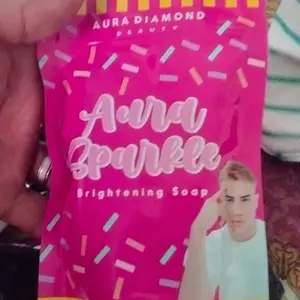 AURA DIAMOND
BEAUTY
Aura
Sparkle
Brightening Soap